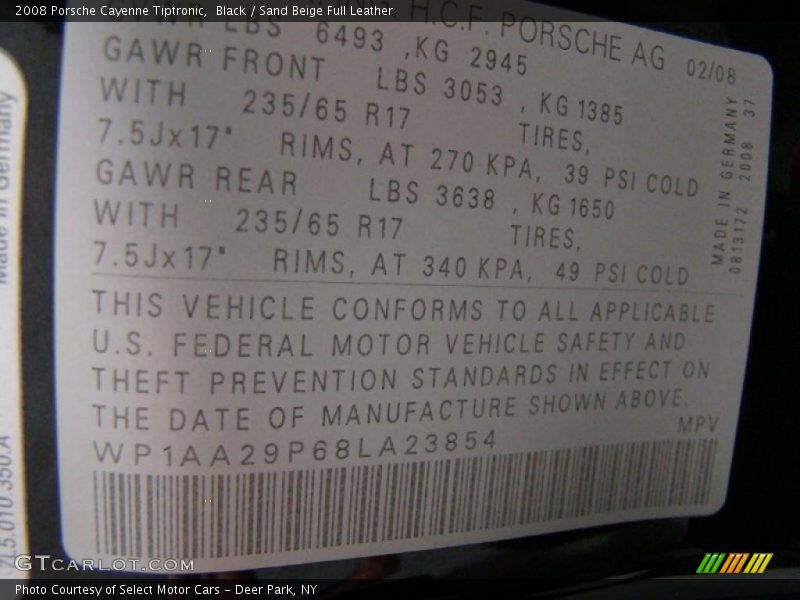 2008 Porsche Cayenne Tiptronic,  Black / Sand Beige Full Leather
H.C.F. PORSCHE AG 02/08
LBS 6493 ,KG 2945
GAWR FRONT LBS 3053 , KG 1385
WITH 235/65 R17 TIRES,
7.5Jx17" RIMS, AT 270 KPA, 39 PSI COLD
GAWR REAR LBS 3638 , KG 1650
WITH 235/65 R17 TIRES,
7.5Jx17" RIMS, AT 340 KPA, 49 PSI COLD
MADE IN GERMANY
0813172 2008 37
THIS VEHICLE CONFORMS TO ALL APPLICABLE
U.S. FEDERAL MOTOR VEHICLE SAFETY AND
THEFT PREVENTION STANDARDS IN EFFECT ON
THE DATE OF MANUFACTURE SHOWN ABOVE.
MPV
WP1AA29P68LA23854
Made in Germany
7L5.010.350.A
GTCARLOT.COM
Photo Courtesy of Select Motor Cars - Deer Park, NY